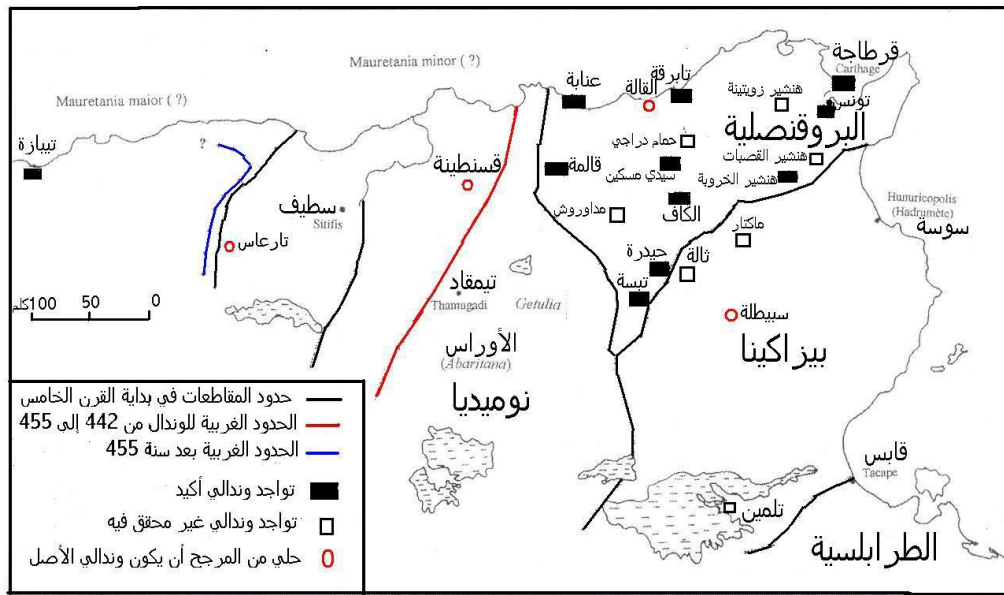 Mauretania maior (?)
Mauretania minor (?)
قرطاجة
Carthage
تونس
هنشير زويتينة
تابرقة
القالة
عنابة
البروقنصلية
حمام دراجي
هنشير القصبات
سيدي مسكين
هنشير الخروبة
قالمة
قسنطينة
تيبازة
?
سطيف
Sitifis
تارعاس
مداوروش
الكاف
ماكتار
Hunuricopolis
(Hadrumète)
سوسة
حيدرة
ثالة
تبسة
تيمقاد
Thamugadi
Getulia
سبيطلة
بيزاكينا
الأوراس
(Abaritana)
نوميديا
قابس
Tacape
تلمين
الطرابلسية
0 50 100كلم
حدود المقاطعات في بداية القرن الخامس
الحدود الغربية للوندال من 442 إلى 455
الحدود الغربية بعد سنة 455
تواجد وندالي أكيد
تواجد وندالي غير محقق فيه
حلي من المرجح أن يكون وندالي الأصل